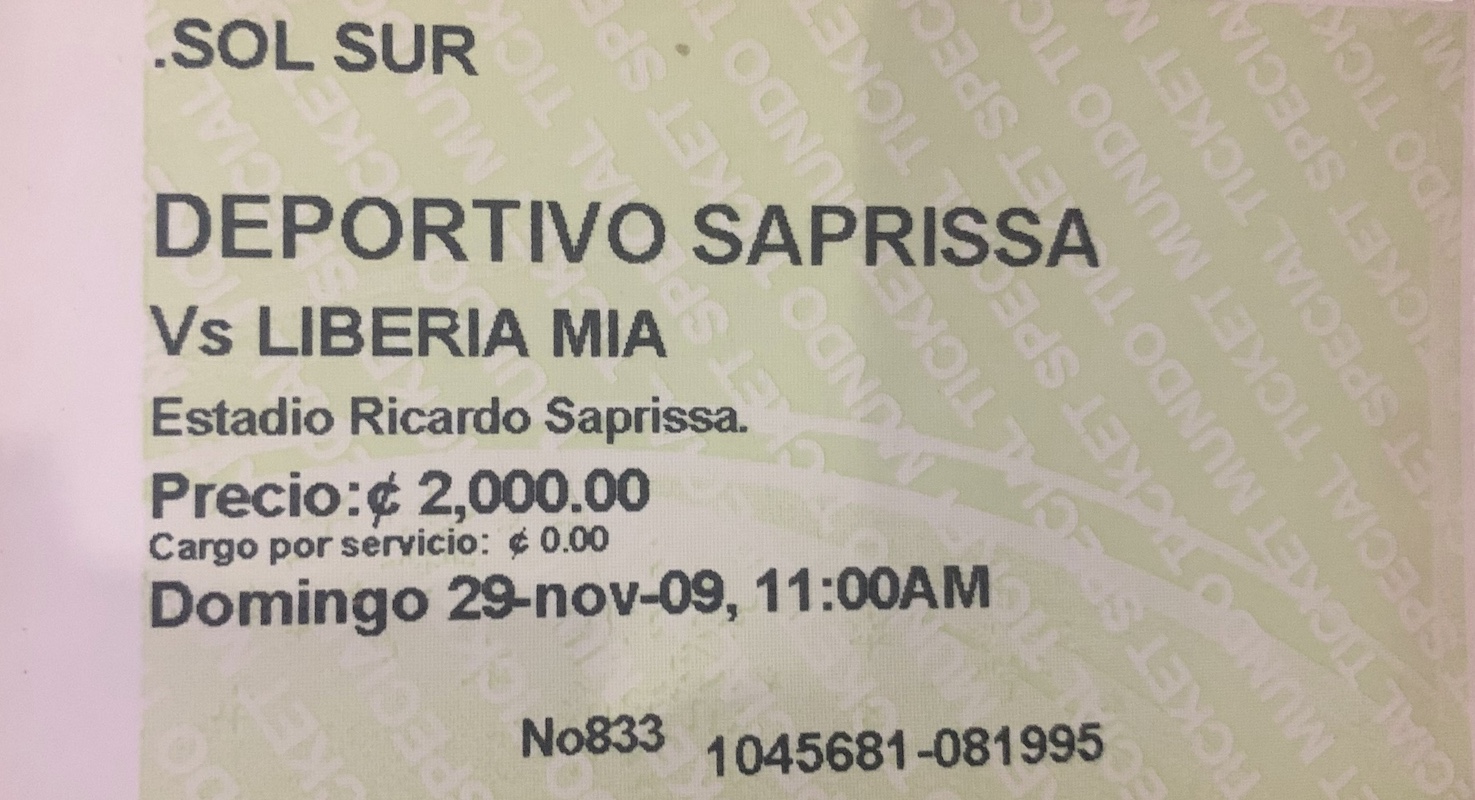 .SOL SUR
DEPORTIVO SAPRISSA
Vs LIBERIA MIA
Estadio Ricardo Saprissa.
Precio:¢ 2,000.00
Cargo por servicio: ¢ 0.00
Domingo 29-nov-09, 11:00AM
No833 1045681-081995